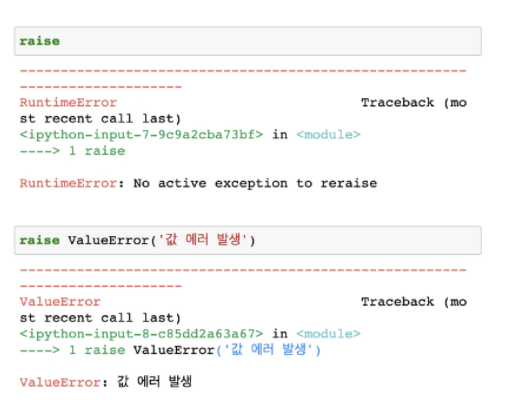 raise
---------------------------------------------------------------------------
RuntimeError                              Traceback (mo
st recent call last)
<ipython-input-7-9c9a2cba73bf> in <module>
----> 1 raise
RuntimeError: No active exception to reraise
raise ValueError('값 에러 발생')
---------------------------------------------------------------------------
ValueError                                Traceback (mo
st recent call last)
<ipython-input-8-c85dd2a63a67> in <module>
----> 1 raise ValueError('값 에러 발생')
ValueError: 값 에러 발생